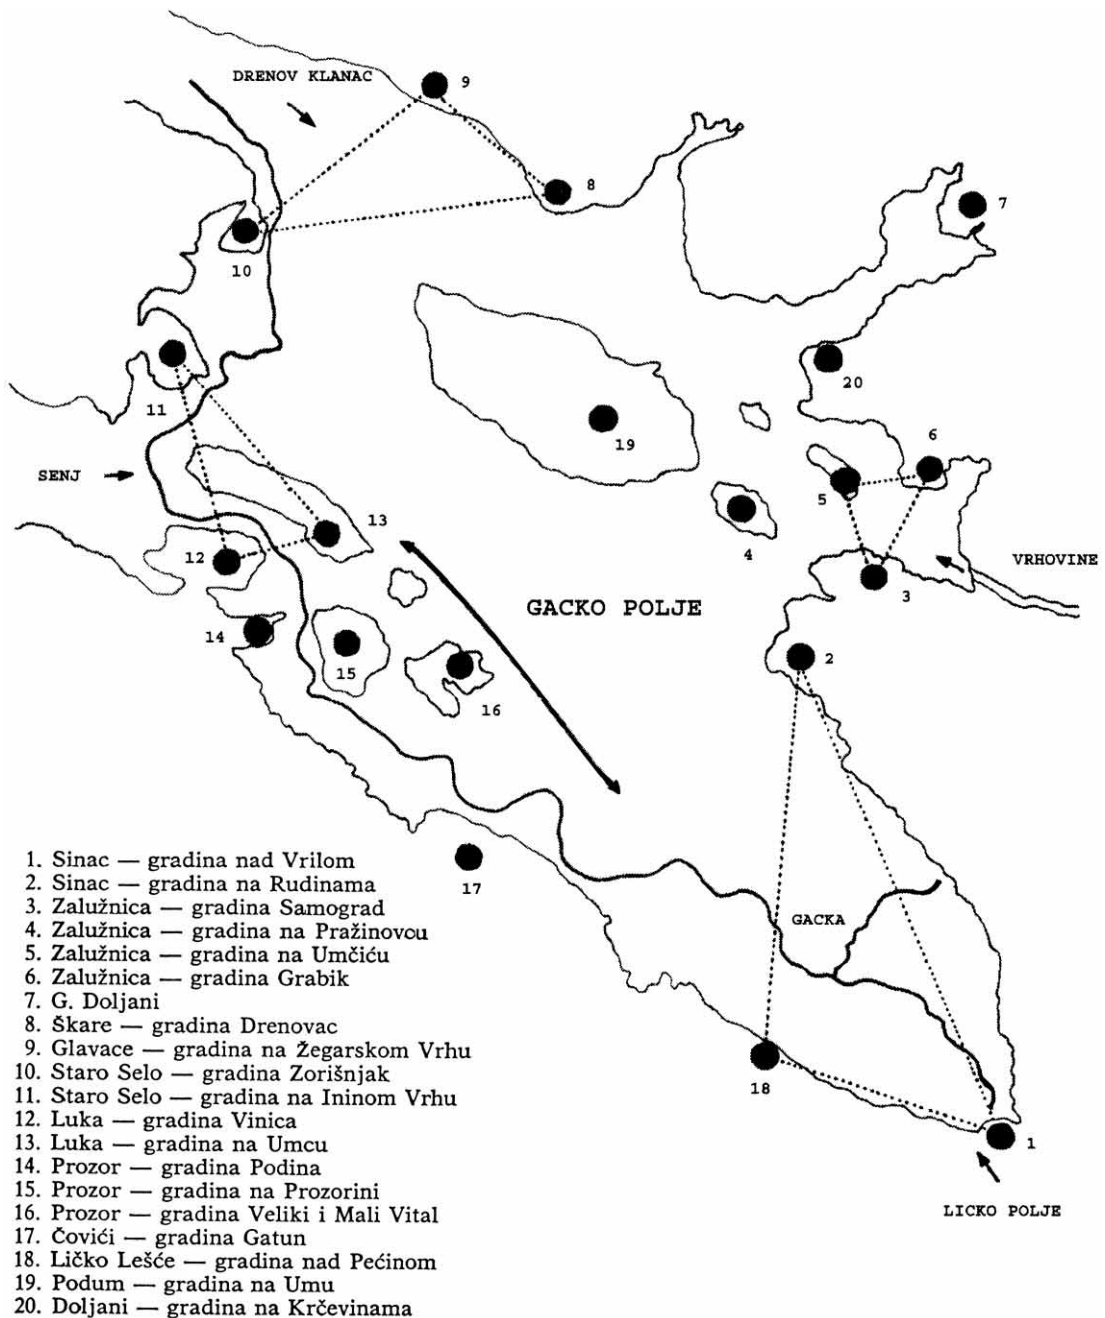 DRENOV KLANAC
9
8
7
10
20
11
19
6
SENJ
5
13
4
12
VRHOVINE
3
GACKO POLJE
14
2
15
16
17
GACKA
18
1
LICKO POLJE
1. Sinac — gradina nad Vrilom
2. Sinac — gradina na Rudinama
3. Zalužnica — gradina Samograd
4. Zalužnica — gradina na Pražinovcu
5. Zalužnica — gradina na Umčiću
6. Zalužnica — gradina Grabik
7. G. Doljani
8. Škare — gradina Drenovac
9. Glavace — gradina na Žegarskom Vrhu
10. Staro Selo — gradina Zorišnjak
11. Staro Selo — gradina na Ininom Vrhu
12. Luka — gradina Vinica
13. Luka — gradina na Umcu
14. Prozor — gradina Podina
15. Prozor — gradina na Prozorini
16. Prozor — gradina Veliki i Mali Vital
17. Čovići — gradina Gatun
18. Ličko Lešće — gradina nad Pećinom
19. Podum — gradina na Umu
20. Doljani — gradina na Krčevinama